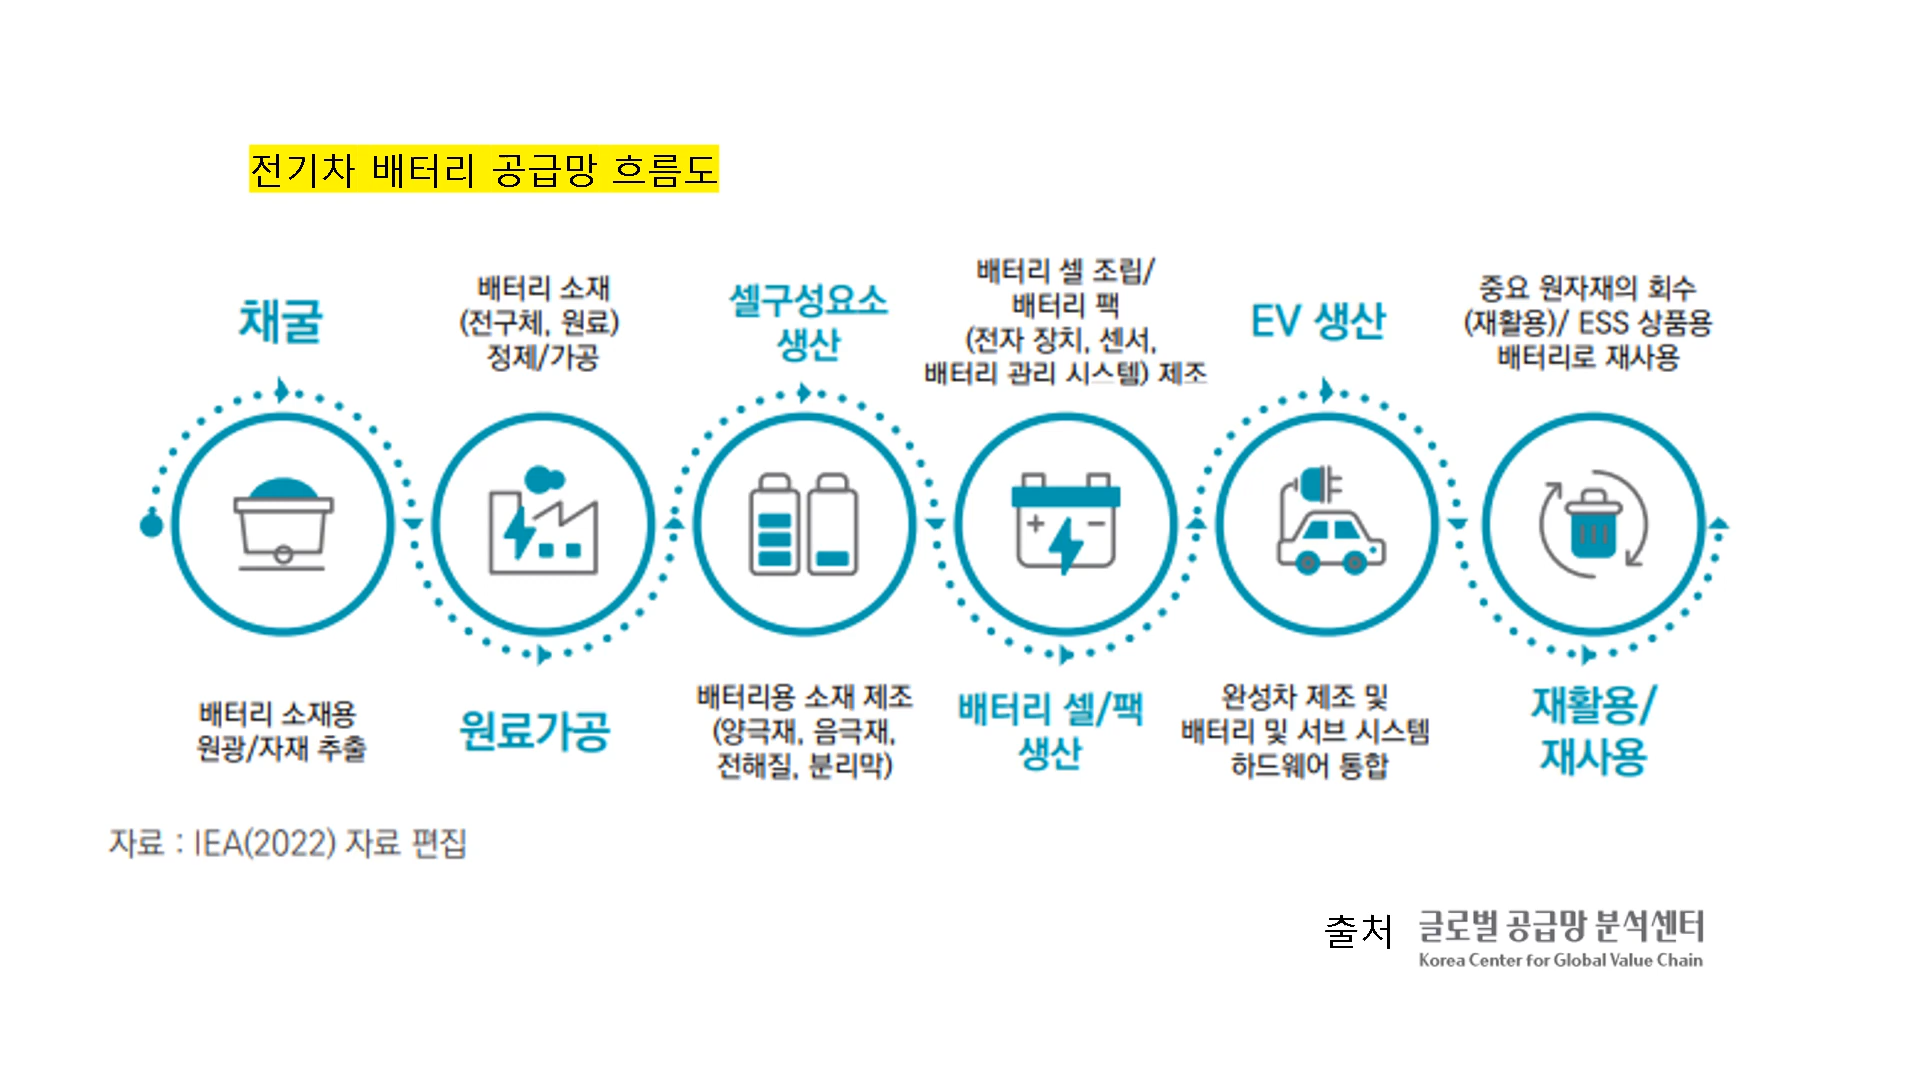 전기차 배터리 공급망 흐름도
채굴
배터리 소재용
원광/자재 추출
배터리 소재
(전구체, 원료)
정제/가공
원료가공
셀구성요소
생산
배터리용 소재 제조
(양극재, 음극재,
전해질, 분리막)
배터리 셀 조립/
배터리 팩
(전자 장치, 센서,
배터리 관리 시스템) 제조
배터리 셀/팩
생산
EV 생산
완성차 제조 및
배터리 및 서브 시스템
하드웨어 통합
중요 원자재의 회수
(재활용)/ ESS 상품용
배터리로 재사용
재활용/
재사용
자료 : IEA(2022) 자료 편집
출처 글로벌 공급망 분석센터
Korea Center for Global Value Chain